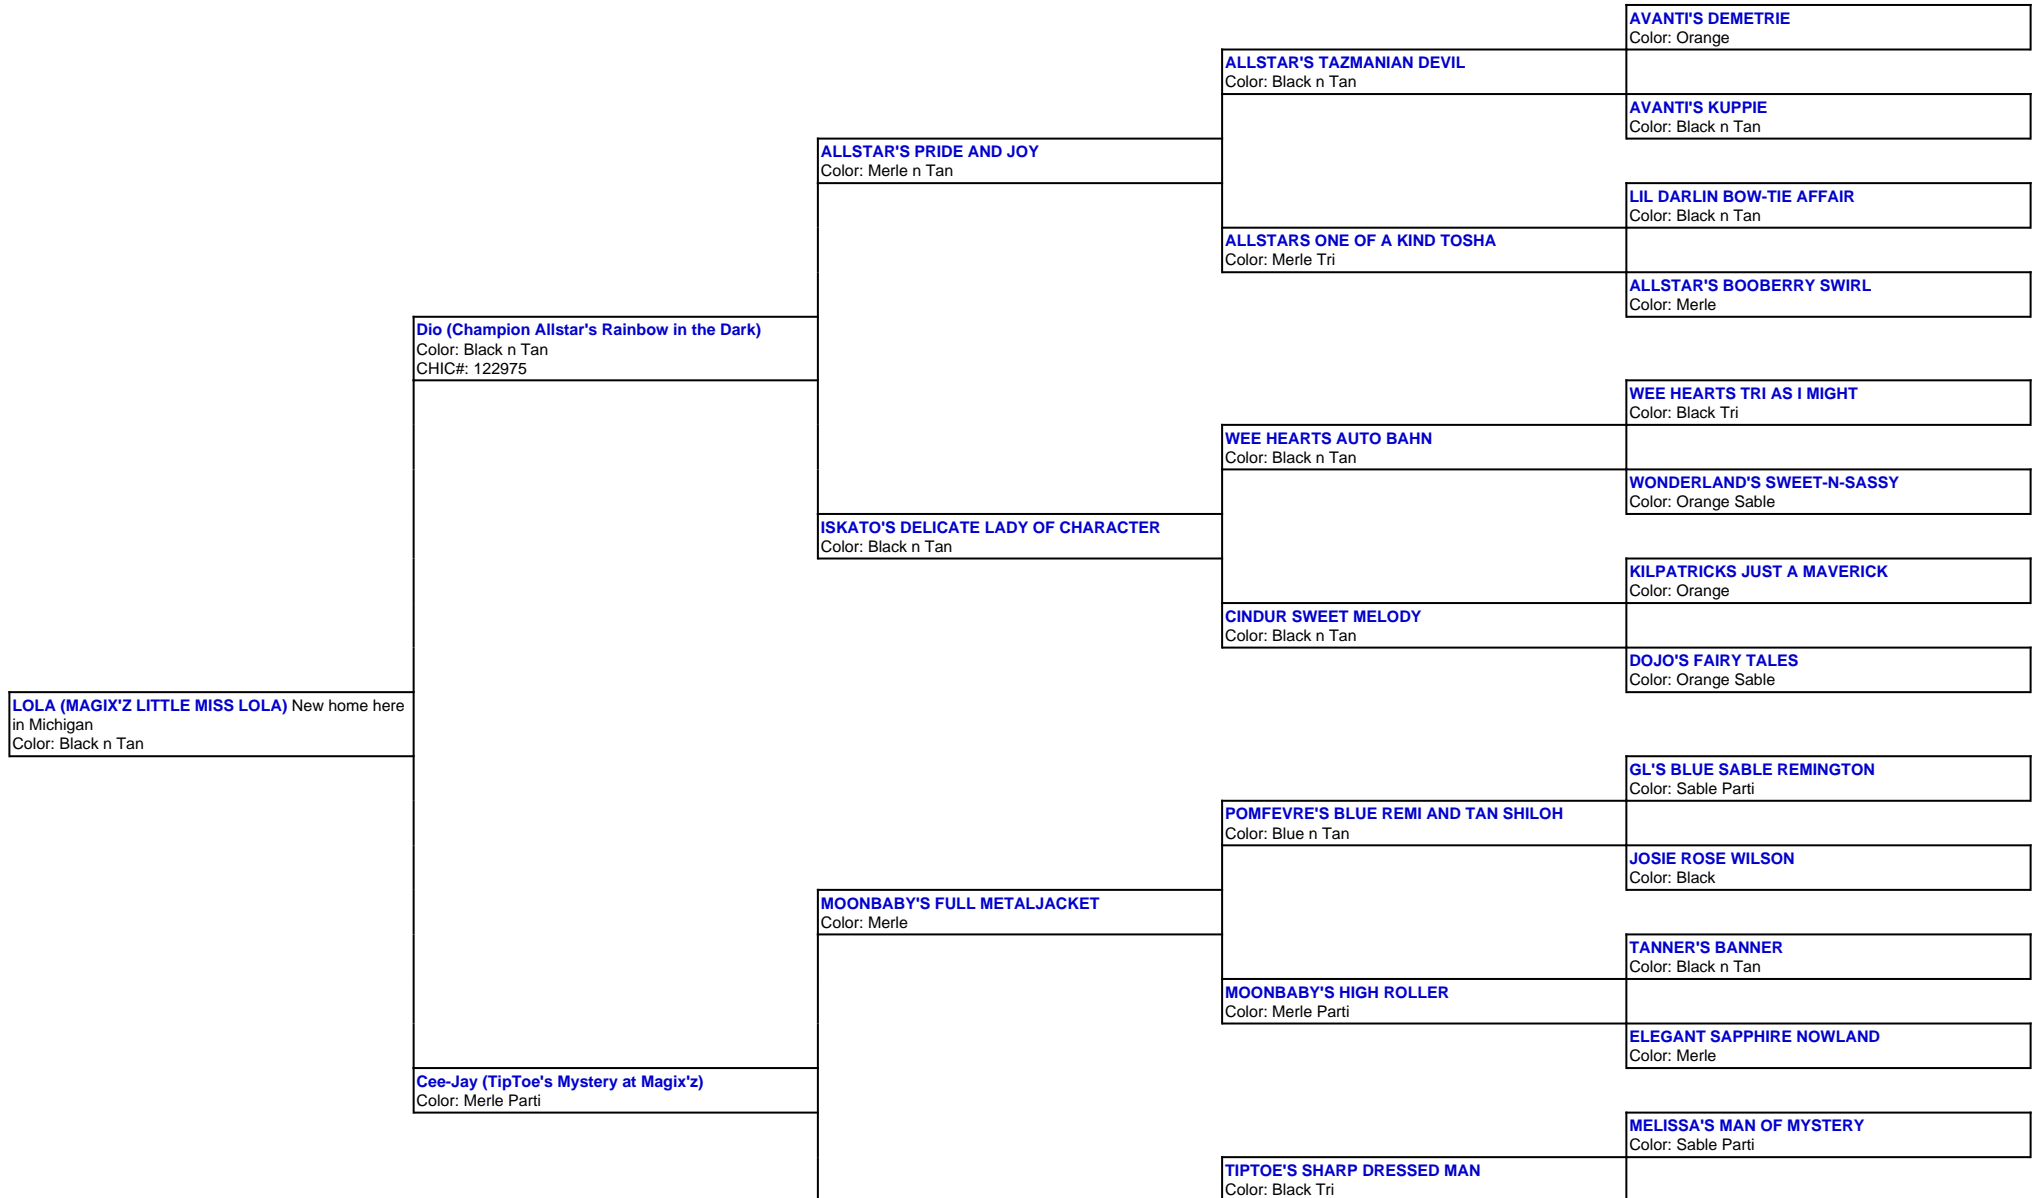 AVANTI'S DEMETRIE
Color: Orange
ALLSTAR'S TAZMANIAN DEVIL
Color: Black n Tan
AVANTI'S KUPPIE
Color: Black n Tan
ALLSTAR'S PRIDE AND JOY
Color: Merle n Tan
LIL DARLIN BOW-TIE AFFAIR
Color: Black n Tan
ALLSTARS ONE OF A KIND TOSHA
Color: Merle Tri
ALLSTAR'S BOOBERRY SWIRL
Color: Merle
Dio (Champion Allstar's Rainbow in the Dark)
Color: Black n Tan
CHIC#: 122975
WEE HEARTS TRI AS I MIGHT
Color: Black Tri
WEE HEARTS AUTO BAHN
Color: Black n Tan
WONDERLAND'S SWEET-N-SASSY
Color: Orange Sable
ISKATO'S DELICATE LADY OF CHARACTER
Color: Black n Tan
KILPATRICKS JUST A MAVERICK
Color: Orange
CINDUR SWEET MELODY
Color: Black n Tan
DOJO'S FAIRY TALES
Color: Orange Sable
LOLA (MAGIX'Z LITTLE MISS LOLA) New home here
in Michigan
Color: Black n Tan
GL'S BLUE SABLE REMINGTON
Color: Sable Parti
POMFEVRE'S BLUE REMI AND TAN SHILOH
Color: Blue n Tan
JOSIE ROSE WILSON
Color: Black
MOONBABY'S FULL METALJACKET
Color: Merle
TANNER'S BANNER
Color: Black n Tan
MOONBABY'S HIGH ROLLER
Color: Merle Parti
ELEGANT SAPPHIRE NOWLAND
Color: Merle
Cee-Jay (TipToe's Mystery at Magix'z)
Color: Merle Parti
MELISSA'S MAN OF MYSTERY
Color: Sable Parti
TIPTOE'S SHARP DRESSED MAN
Color: Black Tri